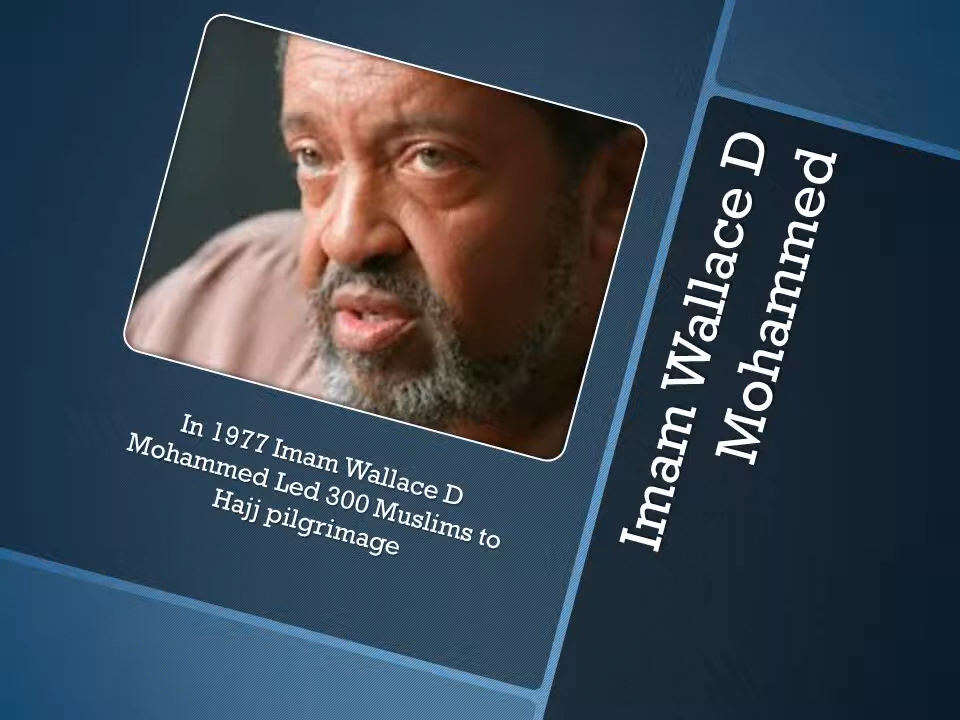 Imam Wallace D
Mohammed
In 1977 Imam Wallace D
Mohammed Led 300 Muslims to
Hajj pilgrimage